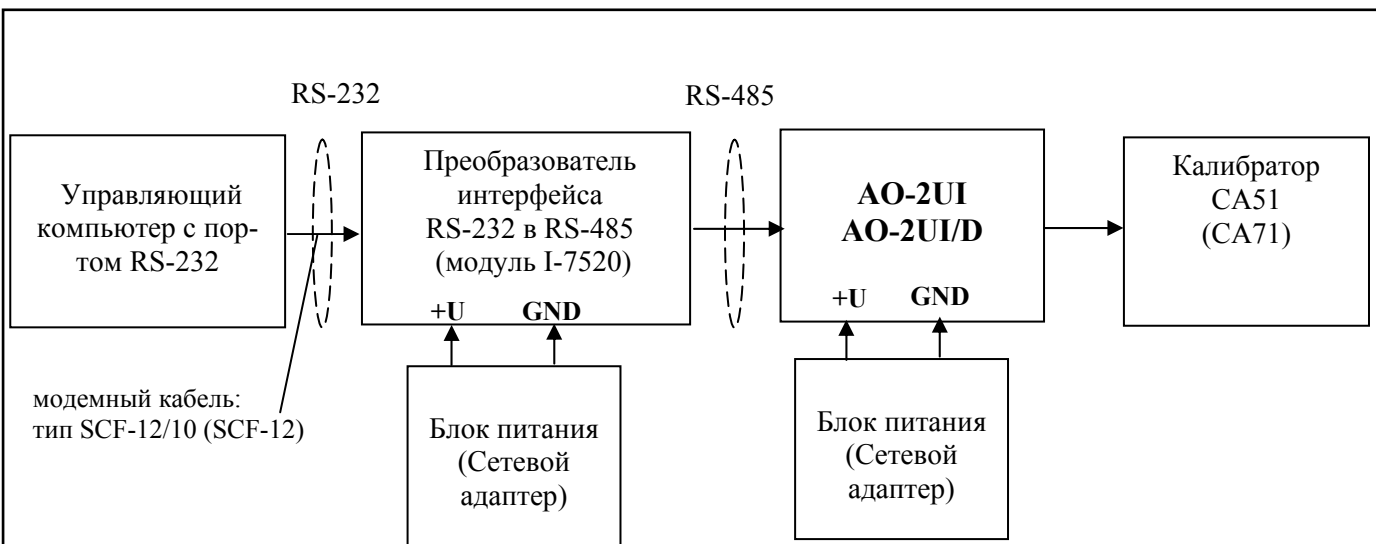 RS-232
RS-485
Управляющий
компьютер с пор-
том RS-232
Преобразователь
интерфейса
RS-232 в RS-485
(модуль I-7520)
+U GND
AO-2UI
AO-2UI/D
+U GND
Калибратор
CA51
(CA71)
модемный кабель:
тип SCF-12/10 (SCF-12)
Блок питания
(Сетевой
адаптер)
Блок питания
(Сетевой
адаптер)